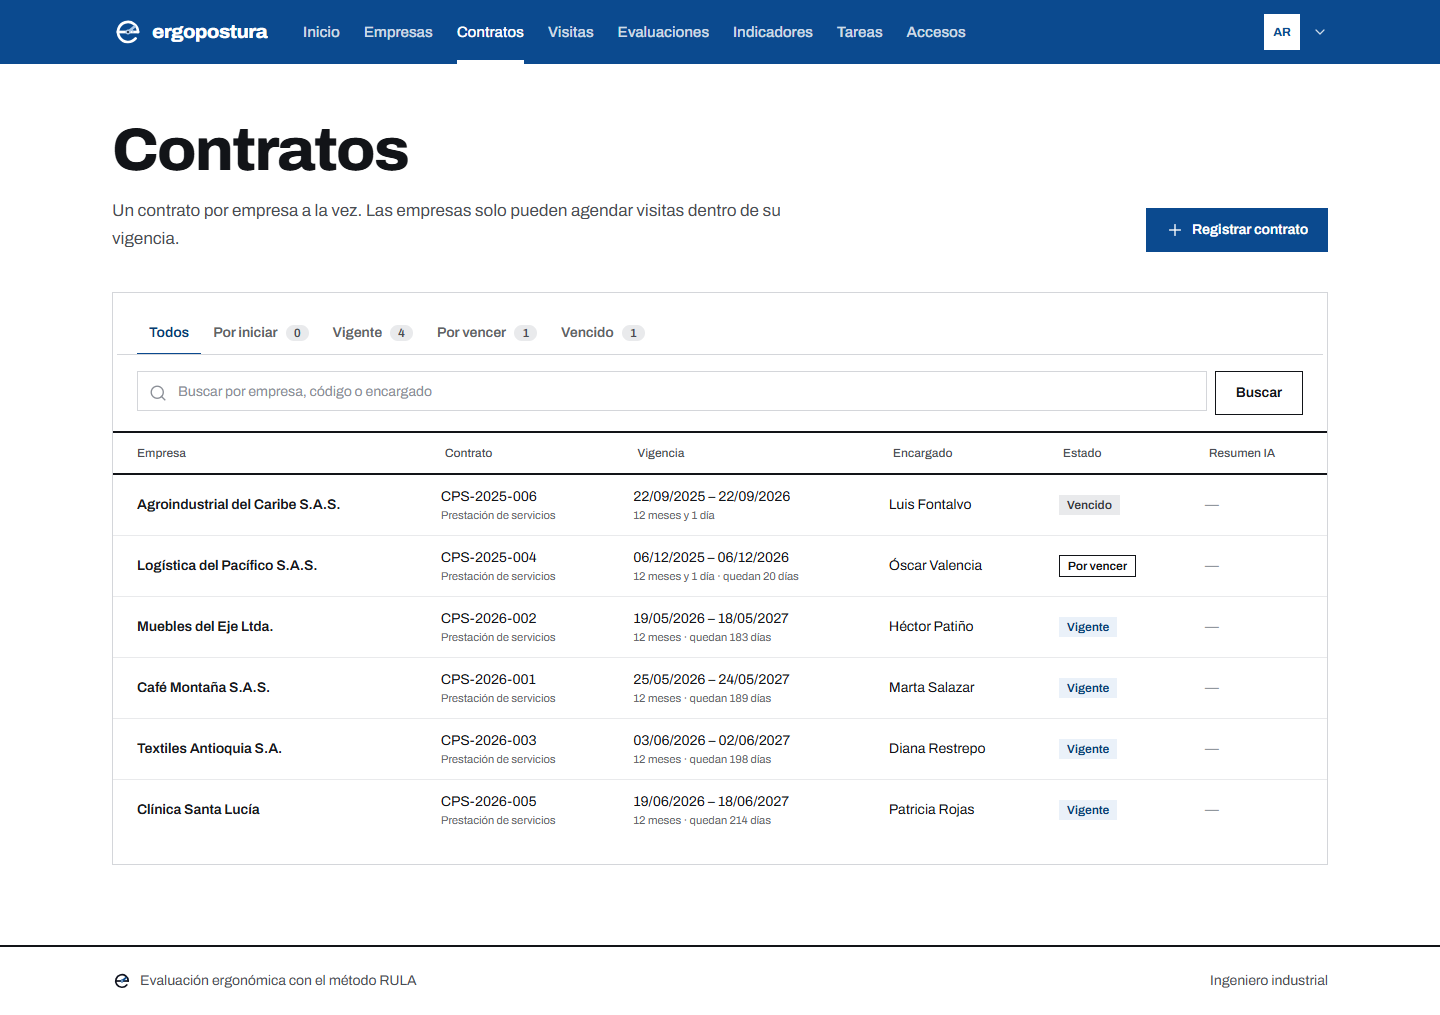 ergopostura Inicio Empresas Contratos Visitas Evaluaciones Indicadores Tareas Accesos AR
Contratos
Un contrato por empresa a la vez. Las empresas solo pueden agendar visitas dentro de su
vigencia.
Registrar contrato
Todos Por iniciar 0 Vigente 4 Por vencer 1 Vencido 1
Buscar por empresa, código o encargado Buscar
Empresa Contrato Vigencia Encargado Estado Resumen IA
Agroindustrial del Caribe S.A.S. CPS-2025-006 22/09/2025 – 22/09/2026 Luis Fontalvo Vencido —
Prestación de servicios 12 meses y 1 día
Logística del Pacífico S.A.S. CPS-2025-004 06/12/2025 – 06/12/2026 Óscar Valencia Por vencer —
Prestación de servicios 12 meses y 1 día · quedan 20 días
Muebles del Eje Ltda. CPS-2026-002 19/05/2026 – 18/05/2027 Héctor Patiño Vigente —
Prestación de servicios 12 meses · quedan 183 días
Café Montaña S.A.S. CPS-2026-001 25/05/2026 – 24/05/2027 Marta Salazar Vigente —
Prestación de servicios 12 meses · quedan 189 días
Textiles Antioquia S.A. CPS-2026-003 03/06/2026 – 02/06/2027 Diana Restrepo Vigente —
Prestación de servicios 12 meses · quedan 198 días
Clínica Santa Lucía CPS-2026-005 19/06/2026 – 18/06/2027 Patricia Rojas Vigente —
Prestación de servicios 12 meses · quedan 214 días
Evaluación ergonómica con el método RULA Ingeniero industrial